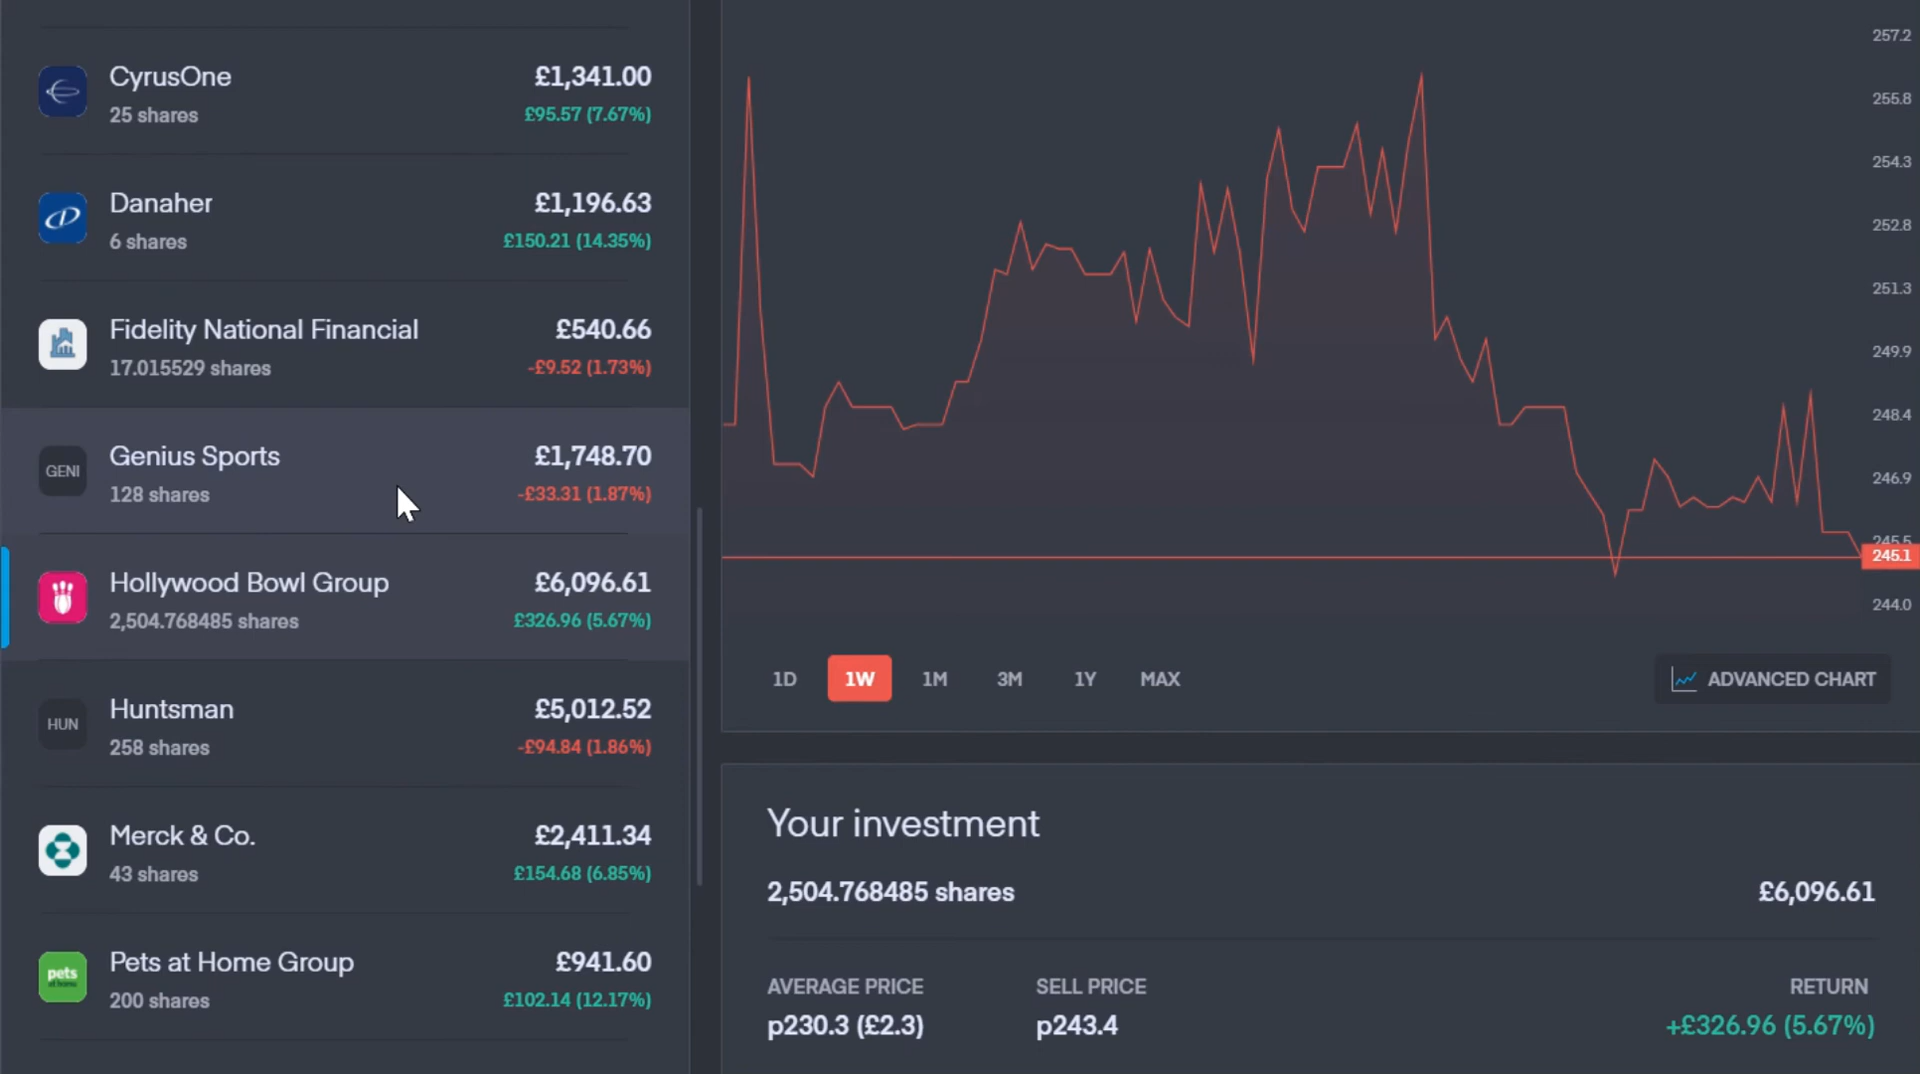 CyrusOne
£1,341.00
25 shares
£95.57 (7.67%)
Danaher
£1,196.63
6 shares
£150.21 (14.35%)
Fidelity National Financial
£540.66
17.015529 shares
-£9.52 (1.73%)
GENI
Genius Sports
£1,748.70
128 shares
-£33.31 (1.87%)
Hollywood Bowl Group
£6,096.61
2,504.768485 shares
£326.96 (5.67%)
HUN
Huntsman
£5,012.52
258 shares
-£94.84 (1.86%)
Merck & Co.
£2,411.34
43 shares
£154.68 (6.85%)
pets
at home
Pets at Home Group
£941.60
200 shares
£102.14 (12.17%)
257.2
255.8
254.3
252.8
251.3
249.9
248.4
246.9
245.5
245.1
244.0
1D 1W 1M 3M 1Y MAX
ADVANCED CHART
Your investment
2,504.768485 shares
£6,096.61
AVERAGE PRICE SELL PRICE RETURN
p230.3 (£2.3) p243.4 +£326.96 (5.67%)